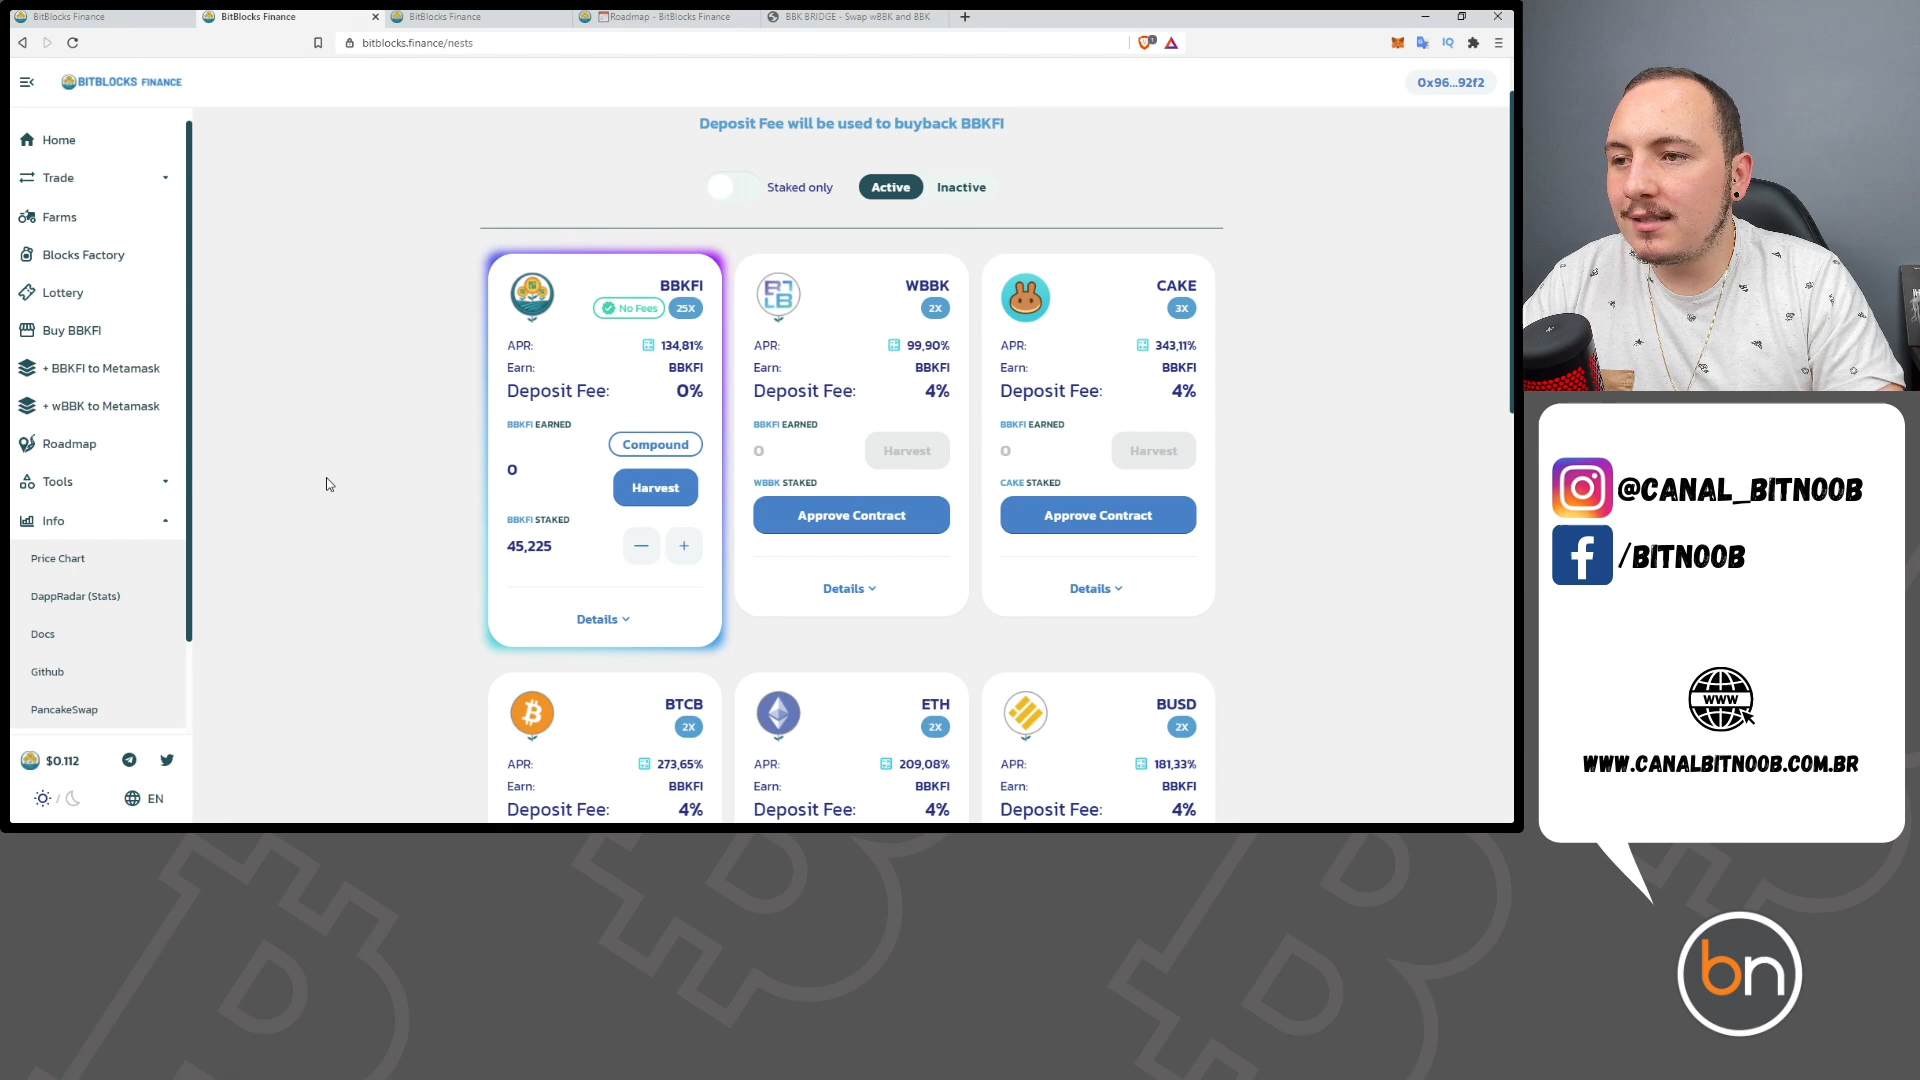 BitBlocks Finance
BitBlocks Finance
BitBlocks Finance
Roadmap - BitBlocks Finance
BBK BRIDGE - Swap wBBK and BBK
bitblocks.finance/nests
1
IQ
BITBLOCKS FINANCE
0x96...92f2
Home
Trade
Farms
Blocks Factory
Lottery
Buy BBKFI
+ BBKFI to Metamask
+ wBBK to Metamask
Roadmap
Tools
Info
Price Chart
DappRadar (Stats)
Docs
Github
PancakeSwap
$0.112
/
EN
Deposit Fee will be used to buyback BBKFI
Staked only
Active
Inactive
BBKFI
No Fees
25X
APR:
134,81%
Earn:
BBKFI
Deposit Fee:
0%
BBKFI EARNED
Compound
0
Harvest
BBKFI STAKED
45,225
Details
WBBK
2X
APR:
99,90%
Earn:
BBKFI
Deposit Fee:
4%
BBKFI EARNED
0
Harvest
WBBK STAKED
Approve Contract
Details
CAKE
3X
APR:
343,11%
Earn:
BBKFI
Deposit Fee:
4%
BBKFI EARNED
0
Harvest
CAKE STAKED
Approve Contract
Details
BTCB
2X
APR:
273,65%
Earn:
BBKFI
Deposit Fee:
4%
ETH
2X
APR:
209,08%
Earn:
BBKFI
Deposit Fee:
4%
BUSD
2X
APR:
181,33%
Earn:
BBKFI
Deposit Fee:
4%
@CANAL_BITNOOB
/BITNOOB
WWW
WWW.CANALBITNOOB.COM.BR
bn